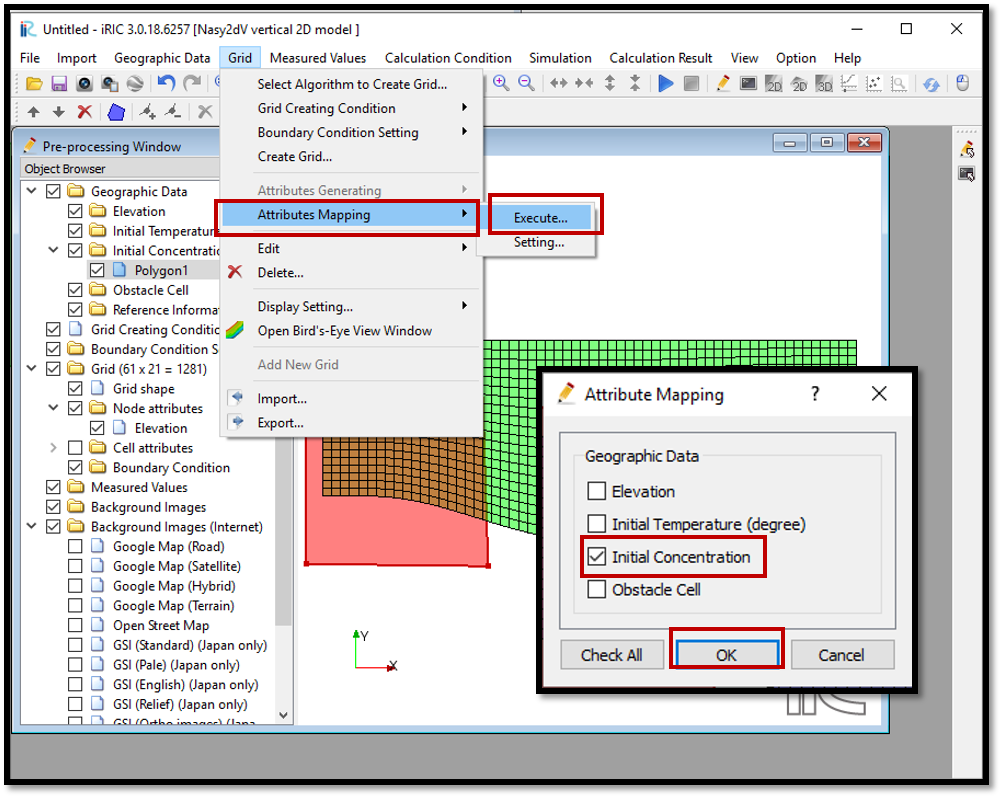 Untitled - iRIC 3.0.18.6257 [Nasy2dV vertical 2D model ]
File Import Geographic Data Grid Measured Values Calculation Condition Simulation Calculation Result View Option Help
Select Algorithm to Create Grid...
Grid Creating Condition
Boundary Condition Setting
Create Grid...
Attributes Generating
Attributes Mapping
Execute...
Setting...
Edit
Delete...
Display Setting...
Open Bird's-Eye View Window
Add New Grid
Import...
Export...
Pre-processing Window
Object Browser
Geographic Data
Elevation
Initial Temperatur
Initial Concentratio
Polygon1
Obstacle Cell
Reference Informat
Grid Creating Conditio
Boundary Condition S
Grid (61 x 21 = 1281)
Grid shape
Node attributes
Elevation
Cell attributes
Boundary Condition
Measured Values
Background Images
Background Images (Internet)
Google Map (Road)
Google Map (Satellite)
Google Map (Hybrid)
Google Map (Terrain)
Open Street Map
GSI (Standard) (Japan only)
GSI (Pale) (Japan only)
GSI (English) (Japan only)
GSI (Relief) (Japan only)
GSI (Ortho images) (Japa
Y
X
Attribute Mapping
Geographic Data
Elevation
Initial Temperature (degree)
Initial Concentration
Obstacle Cell
Check All OK Cancel